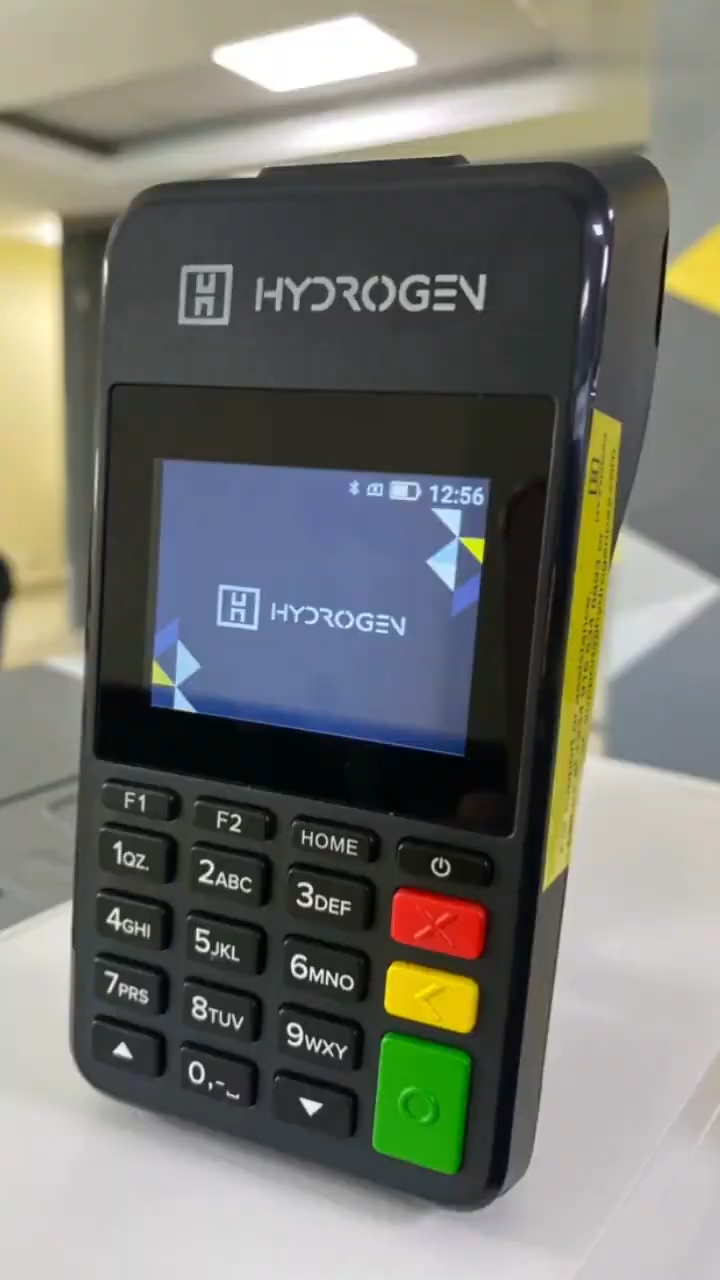 HYDROGEN
12:56
HYDROGEN
F1 F2 HOME
1QZ. 2ABC 3DEF
4GHI 5JKL 6MNO
7PRS 8TUV 9WXY
0,-⎵